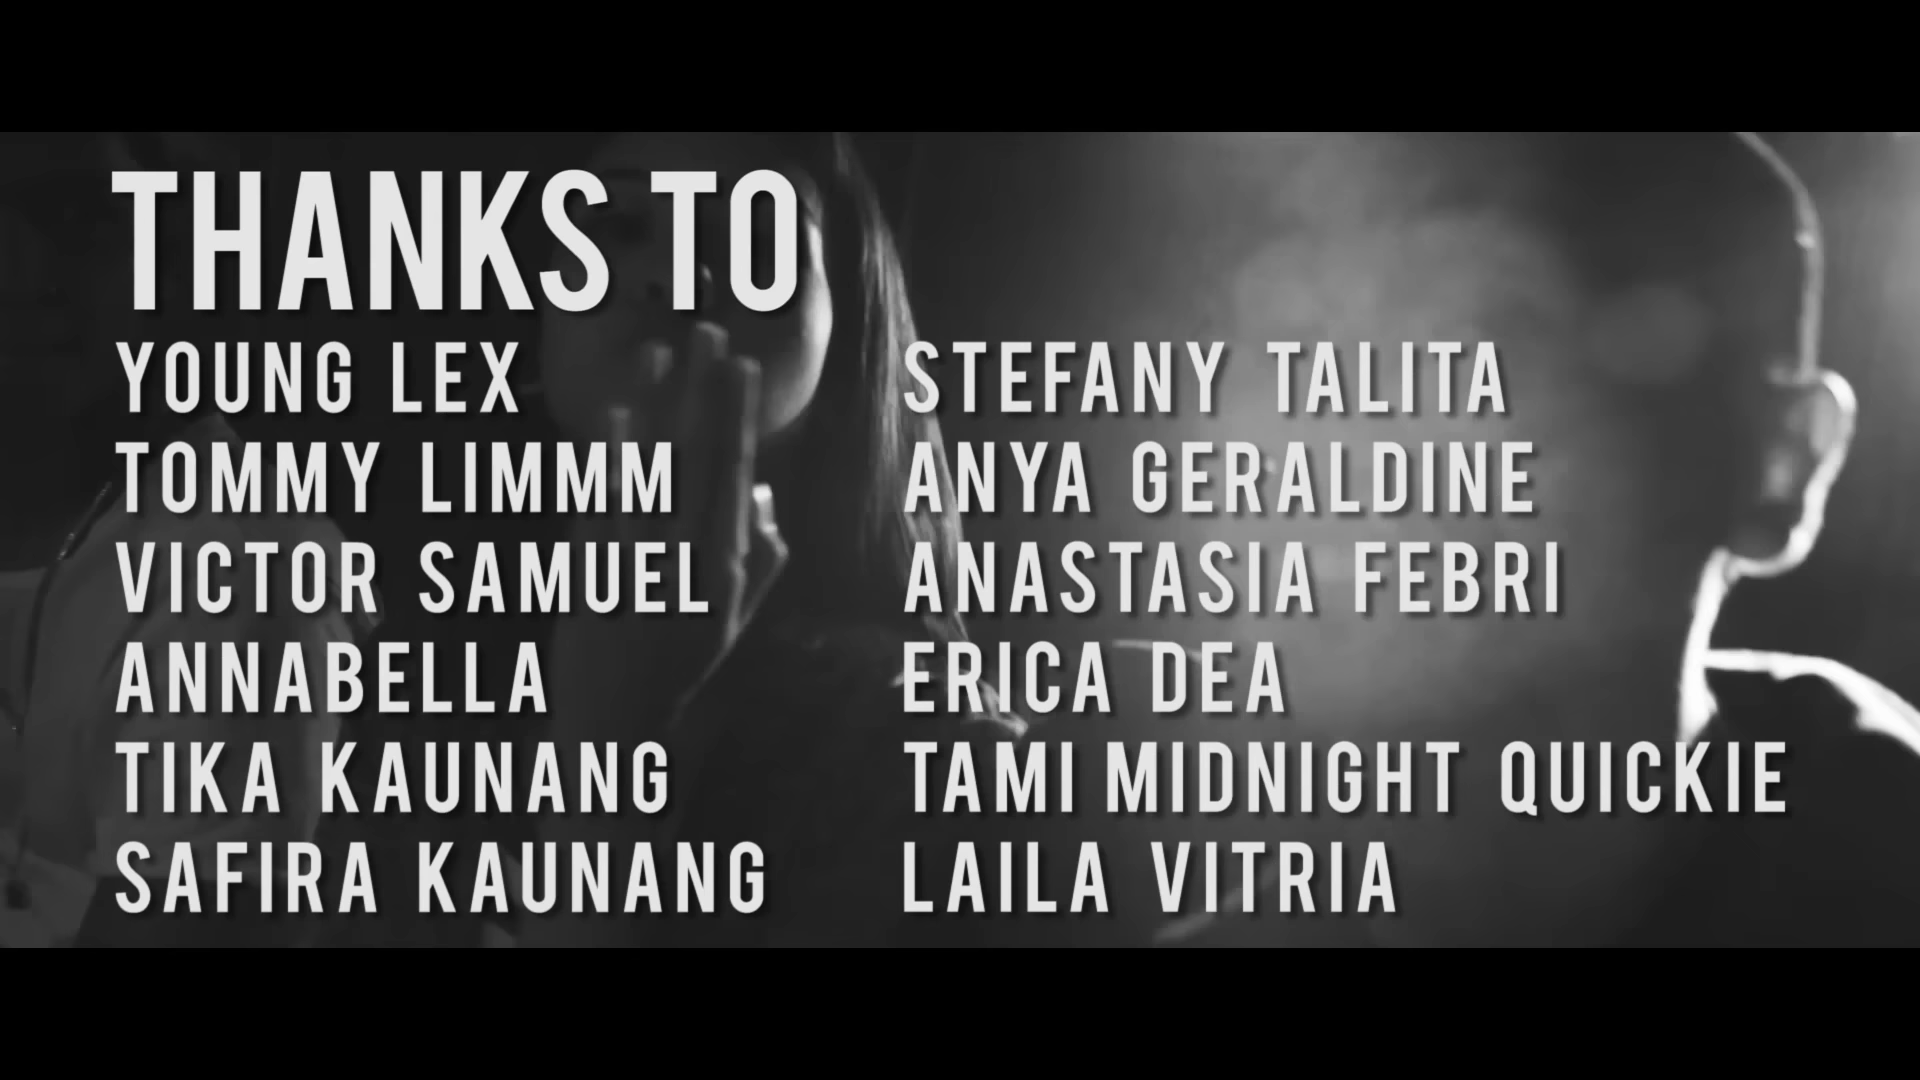 THANKS TO
YOUNG LEX
TOMMY LIMMM
VICTOR SAMUEL
ANNABELLA
TIKA KAUNANG
SAFIRA KAUNANG
STEFANY TALITA
ANYA GERALDINE
ANASTASIA FEBRI
ERICA DEA
TAMI MIDNIGHT QUICKIE
LAILA VITRIA